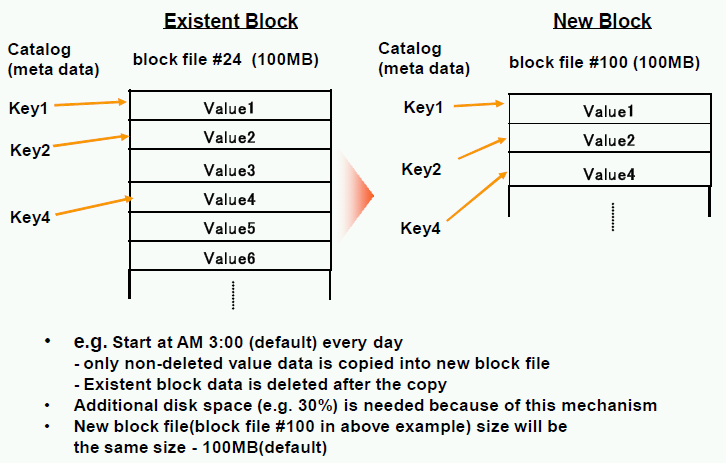 Existent Block
New Block
Catalog
(meta data)
block file #24 (100MB)
Catalog
(meta data)
block file #100 (100MB)
Key1
Key2
Key4
Value1
Value2
Value3
Value4
Value5
Value6
Key1
Key2
Key4
Value1
Value2
Value4
• e.g. Start at AM 3:00 (default) every day
- only non-deleted value data is copied into new block file
- Existent block data is deleted after the copy
• Additional disk space (e.g. 30%) is needed because of this mechanism
• New block file(block file #100 in above example) size will be
the same size - 100MB(default)